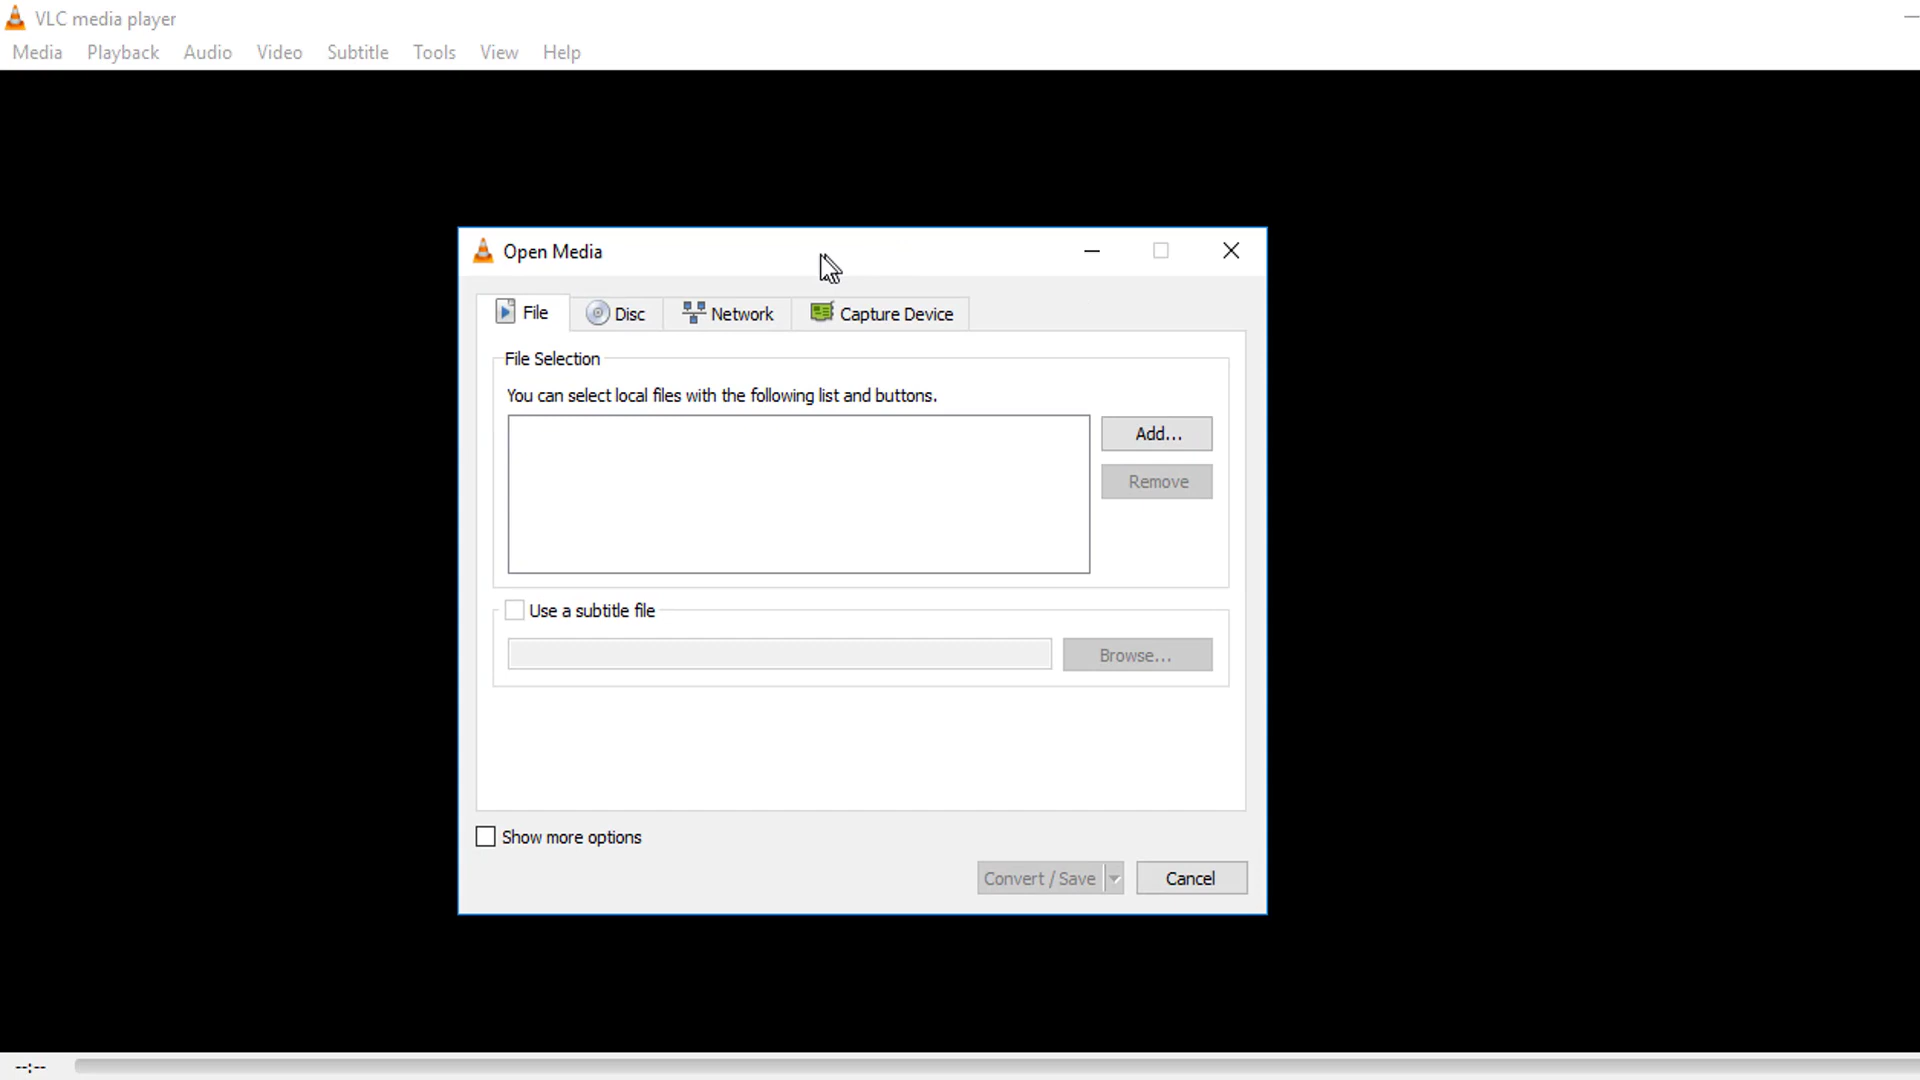 VLC media player
Media Playback Audio Video Subtitle Tools View Help
Open Media
File Disc Network Capture Device
File Selection
You can select local files with the following list and buttons.
Add...
Remove
Use a subtitle file
Browse...
Show more options
Convert / Save Cancel
--:--